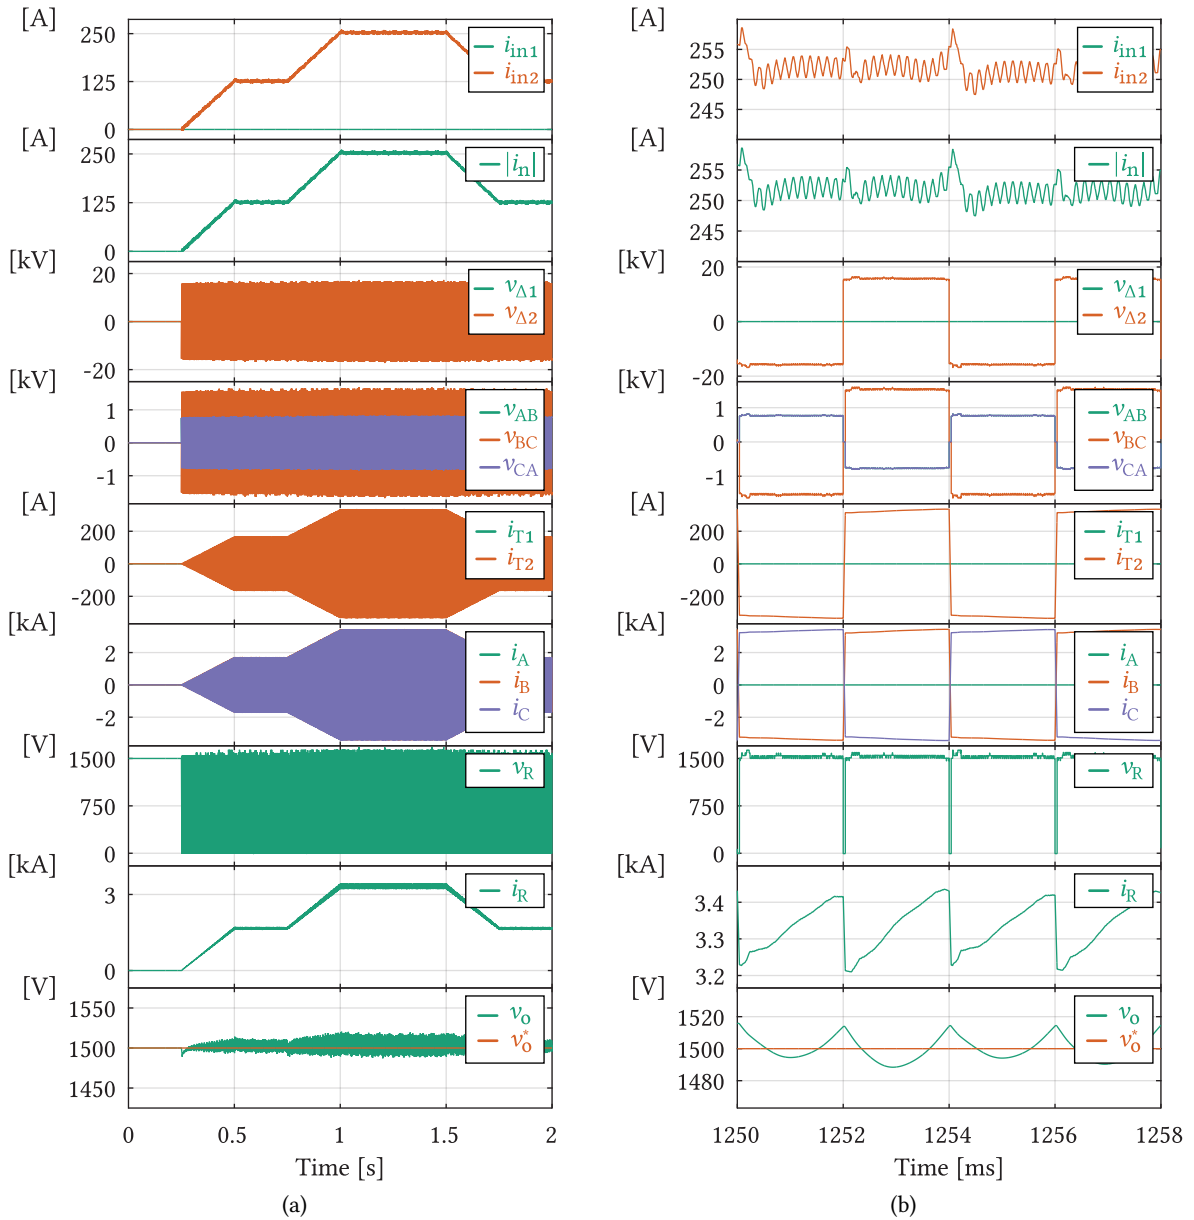 [A]
250
125
0
i_in1
i_in2
[A]
250
125
0
|i_n|
[kV]
20
0
-20
v_Δ1
v_Δ2
[kV]
1
0
-1
v_AB
v_BC
v_CA
[A]
200
0
-200
i_T1
i_T2
[kA]
2
0
-2
i_A
i_B
i_C
[V]
1500
750
0
v_R
[kA]
3
0
i_R
[V]
1550
1500
1450
v_o
v_o^*
0 0.5 1 1.5 2
Time [s]
(a)
[A]
255
250
245
i_in1
i_in2
[A]
255
250
245
|i_n|
[kV]
20
0
-20
v_Δ1
v_Δ2
[kV]
1
0
-1
v_AB
v_BC
v_CA
[A]
200
0
-200
i_T1
i_T2
[kA]
2
0
-2
i_A
i_B
i_C
[V]
1500
750
0
v_R
[kA]
3.4
3.3
3.2
i_R
[V]
1520
1500
1480
v_o
v_o^*
1250 1252 1254 1256 1258
Time [ms]
(b)